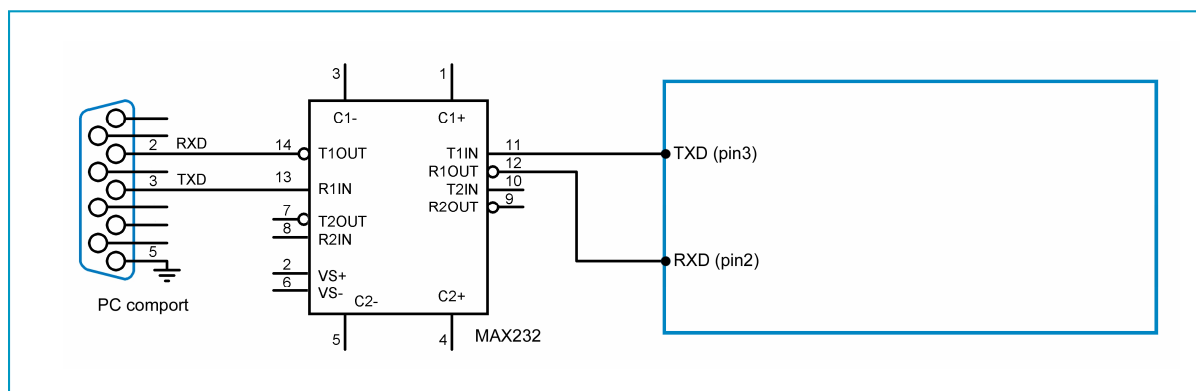 3 1
C1- C1+
2 RXD 14 T1OUT T1IN 11 TXD (pin3)
R1OUT 12
3 TXD 13 R1IN T2IN 10
R2OUT 9
7 T2OUT
8 R2IN
5 RXD (pin2)
2 VS+
6 VS-
C2- C2+
PC comport
5 4 MAX232